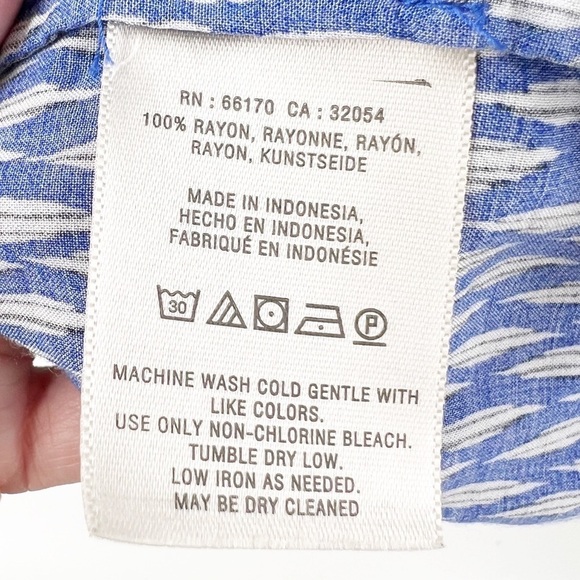 RN : 66170 CA : 32054
100% RAYON, RAYONNE, RAYÓN,
RAYON, KUNSTSEIDE
MADE IN INDONESIA,
HECHO EN INDONESIA,
FABRIQUÉ EN INDONÉSIE
30 P
MACHINE WASH COLD GENTLE WITH
LIKE COLORS.
USE ONLY NON-CHLORINE BLEACH.
TUMBLE DRY LOW.
LOW IRON AS NEEDED.
MAY BE DRY CLEANED